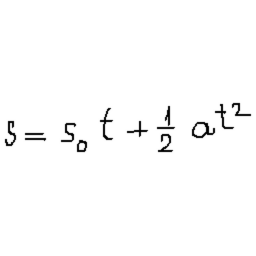 s = s₀ t + ½ at²